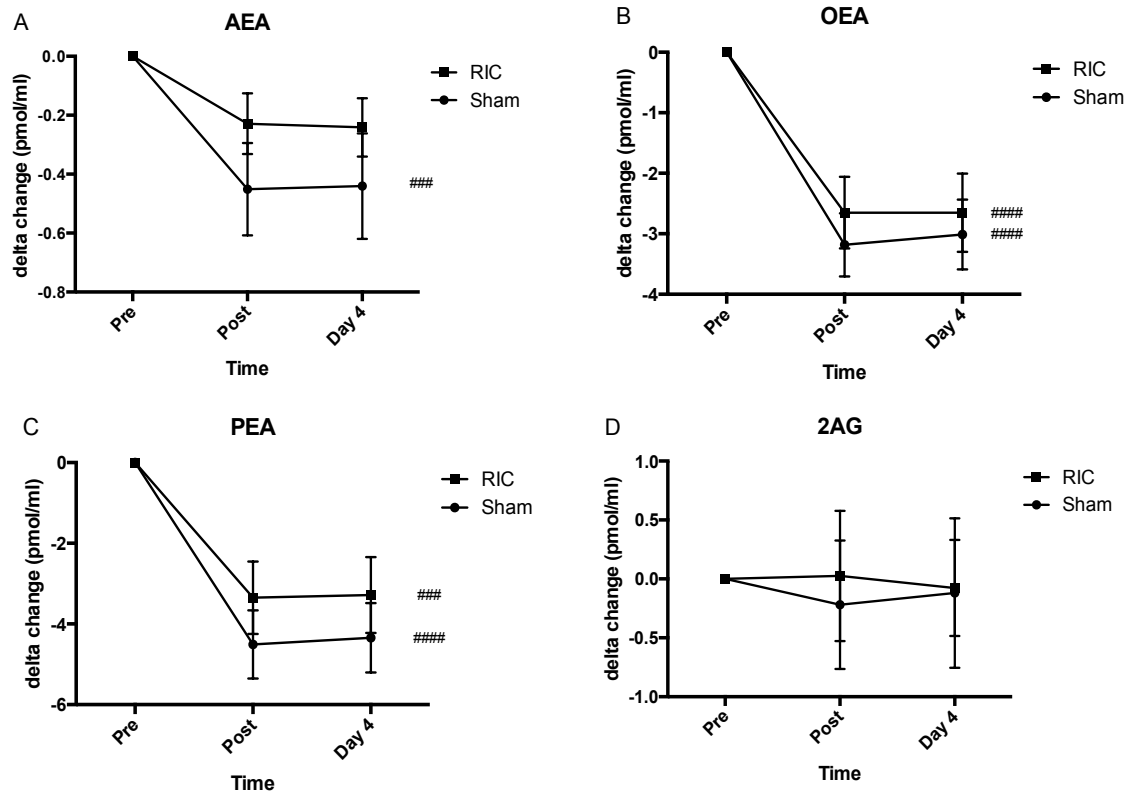 A
AEA
0.0
-0.2
-0.4
-0.6
-0.8
delta change (pmol/ml)
Pre
Post
Day 4
Time
RIC
Sham
###
B
OEA
0
-1
-2
-3
-4
delta change (pmol/ml)
Pre
Post
Day 4
Time
RIC
Sham
####
####
C
PEA
0
-2
-4
-6
delta change (pmol/ml)
Pre
Post
Day 4
Time
RIC
Sham
###
####
D
2AG
1.0
0.5
0.0
-0.5
-1.0
delta change (pmol/ml)
Pre
Post
Day 4
Time
RIC
Sham